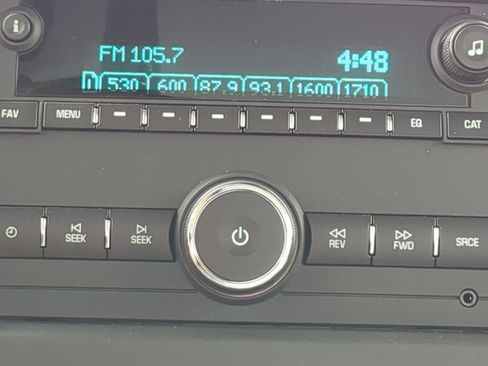 FM 105.7 4:48
530 600 87.9 93.1 1600 1710
FAV MENU EQ CAT
SEEK SEEK REV FWD SRCE